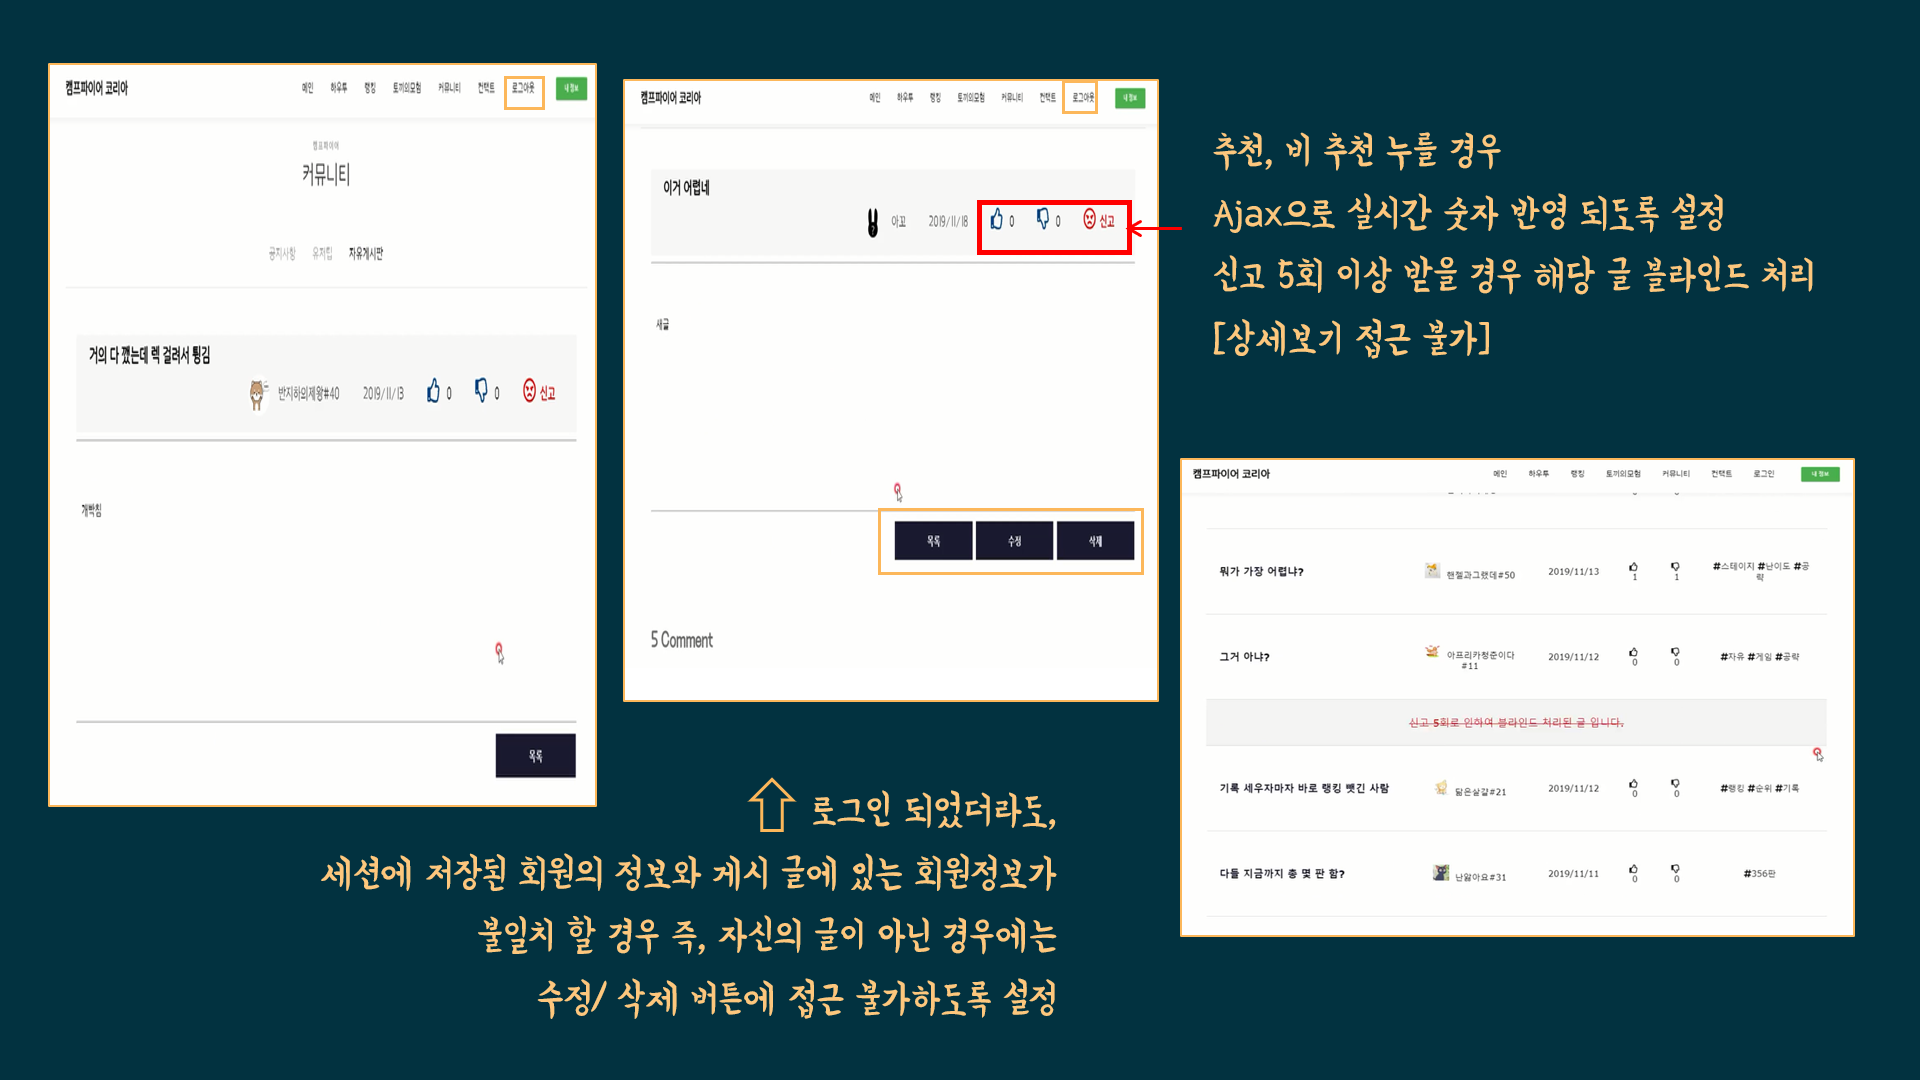 캠프파이어 코리아
메인 하우투 랭킹 토끼의모험 커뮤니티 컨택트 로그아웃 내 정보
캠프파이어
커뮤니티
공지사항 유저팁 자유게시판
거의 다 깼는데 렉 걸려서 튕김
반지하의제왕#40 2019/11/13 0 0 신고
개빡침
목록
캠프파이어 코리아
메인 하우투 랭킹 토끼의모험 커뮤니티 컨택트 로그아웃 내 정보
이거 어렵네
아꼬 2019/11/18 0 0 신고
새글
목록 수정 삭제
5 Comment
추천, 비 추천 누를 경우
Ajax으로 실시간 숫자 반영 되도록 설정
신고 5회 이상 받을 경우 해당 글 블라인드 처리
[상세보기 접근 불가]
캠프파이어 코리아
메인 하우투 랭킹 토끼의모험 커뮤니티 컨택트 로그인 내 정보
뭐가 가장 어렵냐? 핸젤과그랬데#50 2019/11/13 1 1 #스테이지 #난이도 #공
략
그거 아냐? 아프리카청준이다 2019/11/12 0 0 #자유 #게임 #공략
#11
신고 5회로 인하여 블라인드 처리된 글 입니다.
기록 세우자마자 바로 랭킹 뺏긴 사람 닮은살걀#21 2019/11/12 0 0 #랭킹 #순위 #기록
다들 지금까지 총 몇 판 함? 난앓아요#31 2019/11/11 0 0 #356판
로그인 되었더라도,
세션에 저장된 회원의 정보와 게시 글에 있는 회원정보가
불일치 할 경우 즉, 자신의 글이 아닌 경우에는
수정/ 삭제 버튼에 접근 불가하도록 설정